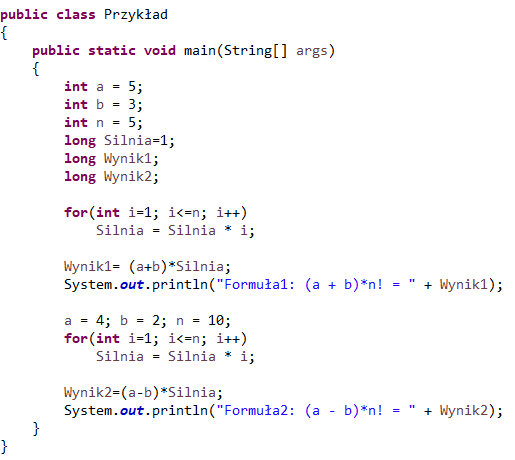 public class Przykład
{
    public static void main(String[] args)
    {
        int a = 5;
        int b = 3;
        int n = 5;
        long Silnia=1;
        long Wynik1;
        long Wynik2;

        for(int i=1; i<=n; i++)
            Silnia = Silnia * i;

        Wynik1= (a+b)*Silnia;
        System.out.println("Formuła1: (a + b)*n! = " + Wynik1);

        a = 4; b = 2; n = 10;
        for(int i=1; i<=n; i++)
            Silnia = Silnia * i;

        Wynik2=(a-b)*Silnia;
        System.out.println("Formuła2: (a - b)*n! = " + Wynik2);
    }
}